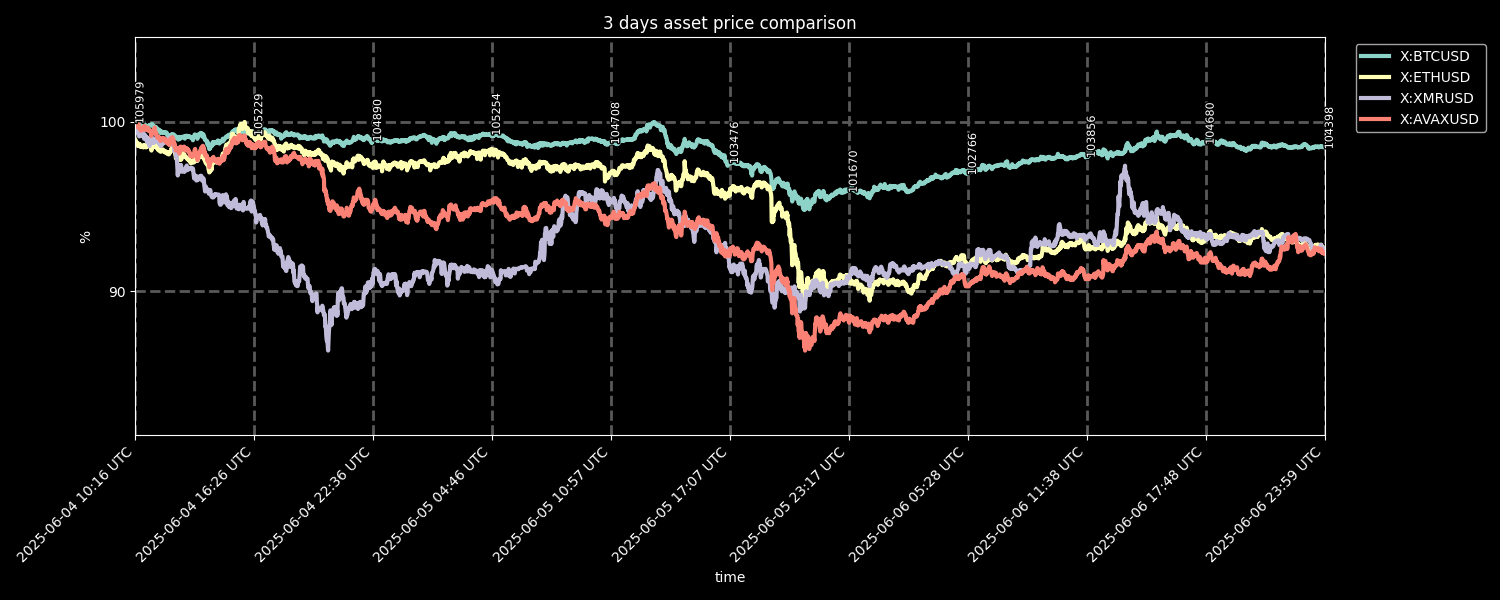 3 days asset price comparison
X:BTCUSD
X:ETHUSD
X:XMRUSD
X:AVAXUSD
%
100
90
105979
105229
104890
105254
104708
103476
101670
102766
103856
104680
104398
2025-06-04 10:16 UTC
2025-06-04 16:26 UTC
2025-06-04 22:36 UTC
2025-06-05 04:46 UTC
2025-06-05 10:57 UTC
2025-06-05 17:07 UTC
2025-06-05 23:17 UTC
2025-06-06 05:28 UTC
2025-06-06 11:38 UTC
2025-06-06 17:48 UTC
2025-06-06 23:59 UTC
time